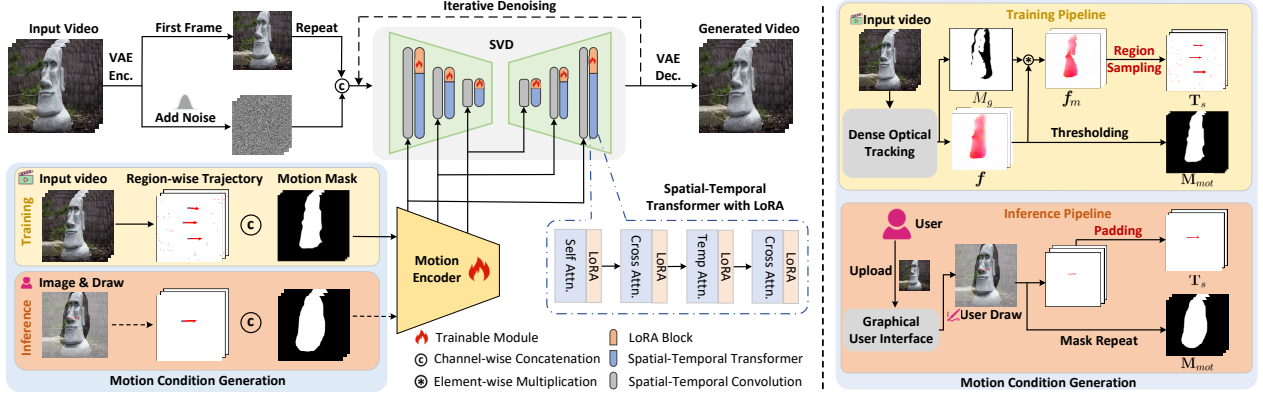 Iterative Denoising
Input Video
First Frame
Repeat
SVD
Generated Video
VAE
Enc.
C
VAE
Dec.
Add Noise
Input video
Region-wise Trajectory
Motion Mask
Training
C
Image & Draw
Inference
C
Motion Condition Generation
Motion
Encoder
Spatial-Temporal
Transformer with LoRA
Self Attn.
LoRA
Cross Attn.
LoRA
Temp Attn.
LoRA
Cross Attn.
LoRA
Trainable Module
LoRA Block
C Channel-wise Concatenation
Spatial-Temporal Transformer
Element-wise Multiplication
Spatial-Temporal Convolution
Input video
Training Pipeline
Region
Sampling
M_g
f_m
T_s
Dense Optical
Tracking
Thresholding
f
M_mot
Inference Pipeline
User
Padding
Upload
T_s
User Draw
Graphical
User Interface
Mask Repeat
M_mot
Motion Condition Generation